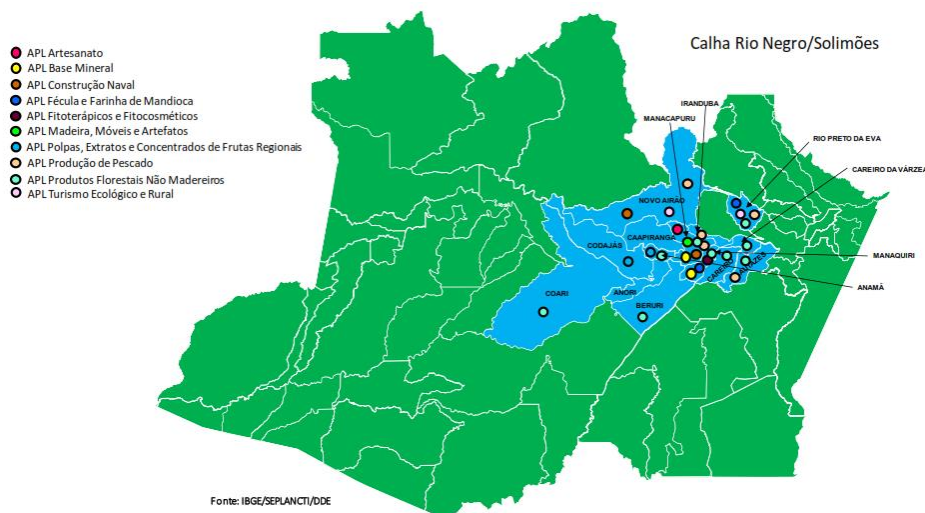 Calha Rio Negro/Solimões
APL Artesanato
APL Base Mineral
APL Construção Naval
APL Fécula e Farinha de Mandioca
APL Fitoterápicos e Fitocosméticos
APL Madeira, Móveis e Artefatos
APL Polpas, Extratos e Concentrados de Frutas Regionais
APL Produção de Pescado
APL Produtos Florestais Não Madereiros
APL Turismo Ecológico e Rural
IRANDUBA
MANACAPURU
RIO PRETO DA EVA
CAREIRO DA VÁRZEA
NOVO AIRÃO
CAAPIRANGA
CODAJÁS
MANAQUIRI
CAREIRO
AUTAZES
ANAMÃ
COARI
ANORI
BERURI
Fonte: IBGE/SEPLANCTI/DDE